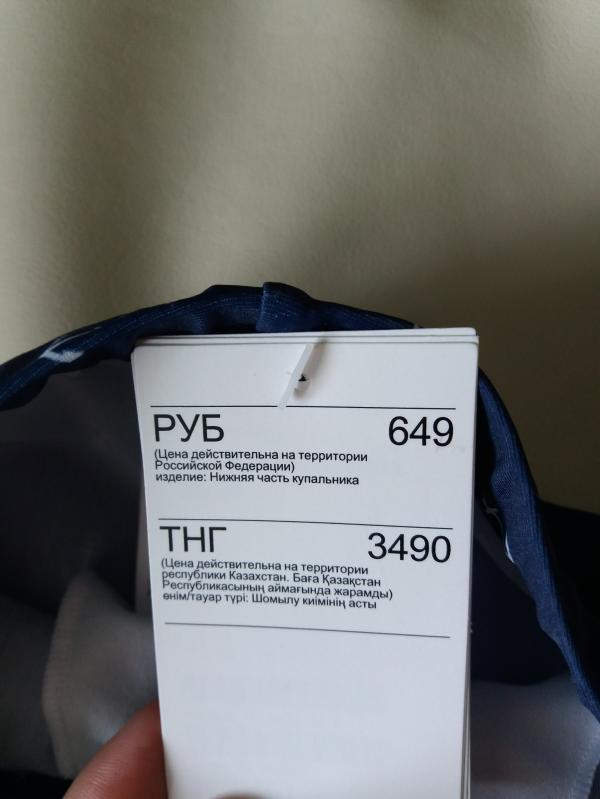 РУБ 649
(Цена действительна на территории
Российской Федерации)
изделие: Нижняя часть купальника
ТНГ 3490
(Цена действительна на территории
республики Казахстан. Баға Қазақстан
Республикасының аймағында жарамды)
өнім/тауар түрі: Шомылу киімінің асты